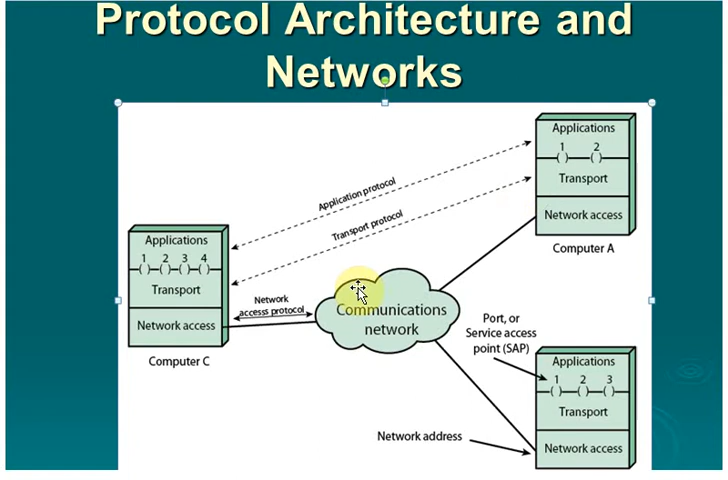 Protocol Architecture and
Networks
Applications
1 2
Transport
Network access
Computer A
Application protocol
Transport protocol
Applications
1 2 3 4
Transport
Network access
Computer C
Network
access protocol
Communications
network
Port, or
Service access
point (SAP)
Applications
1 2 3
Transport
Network access
Network address